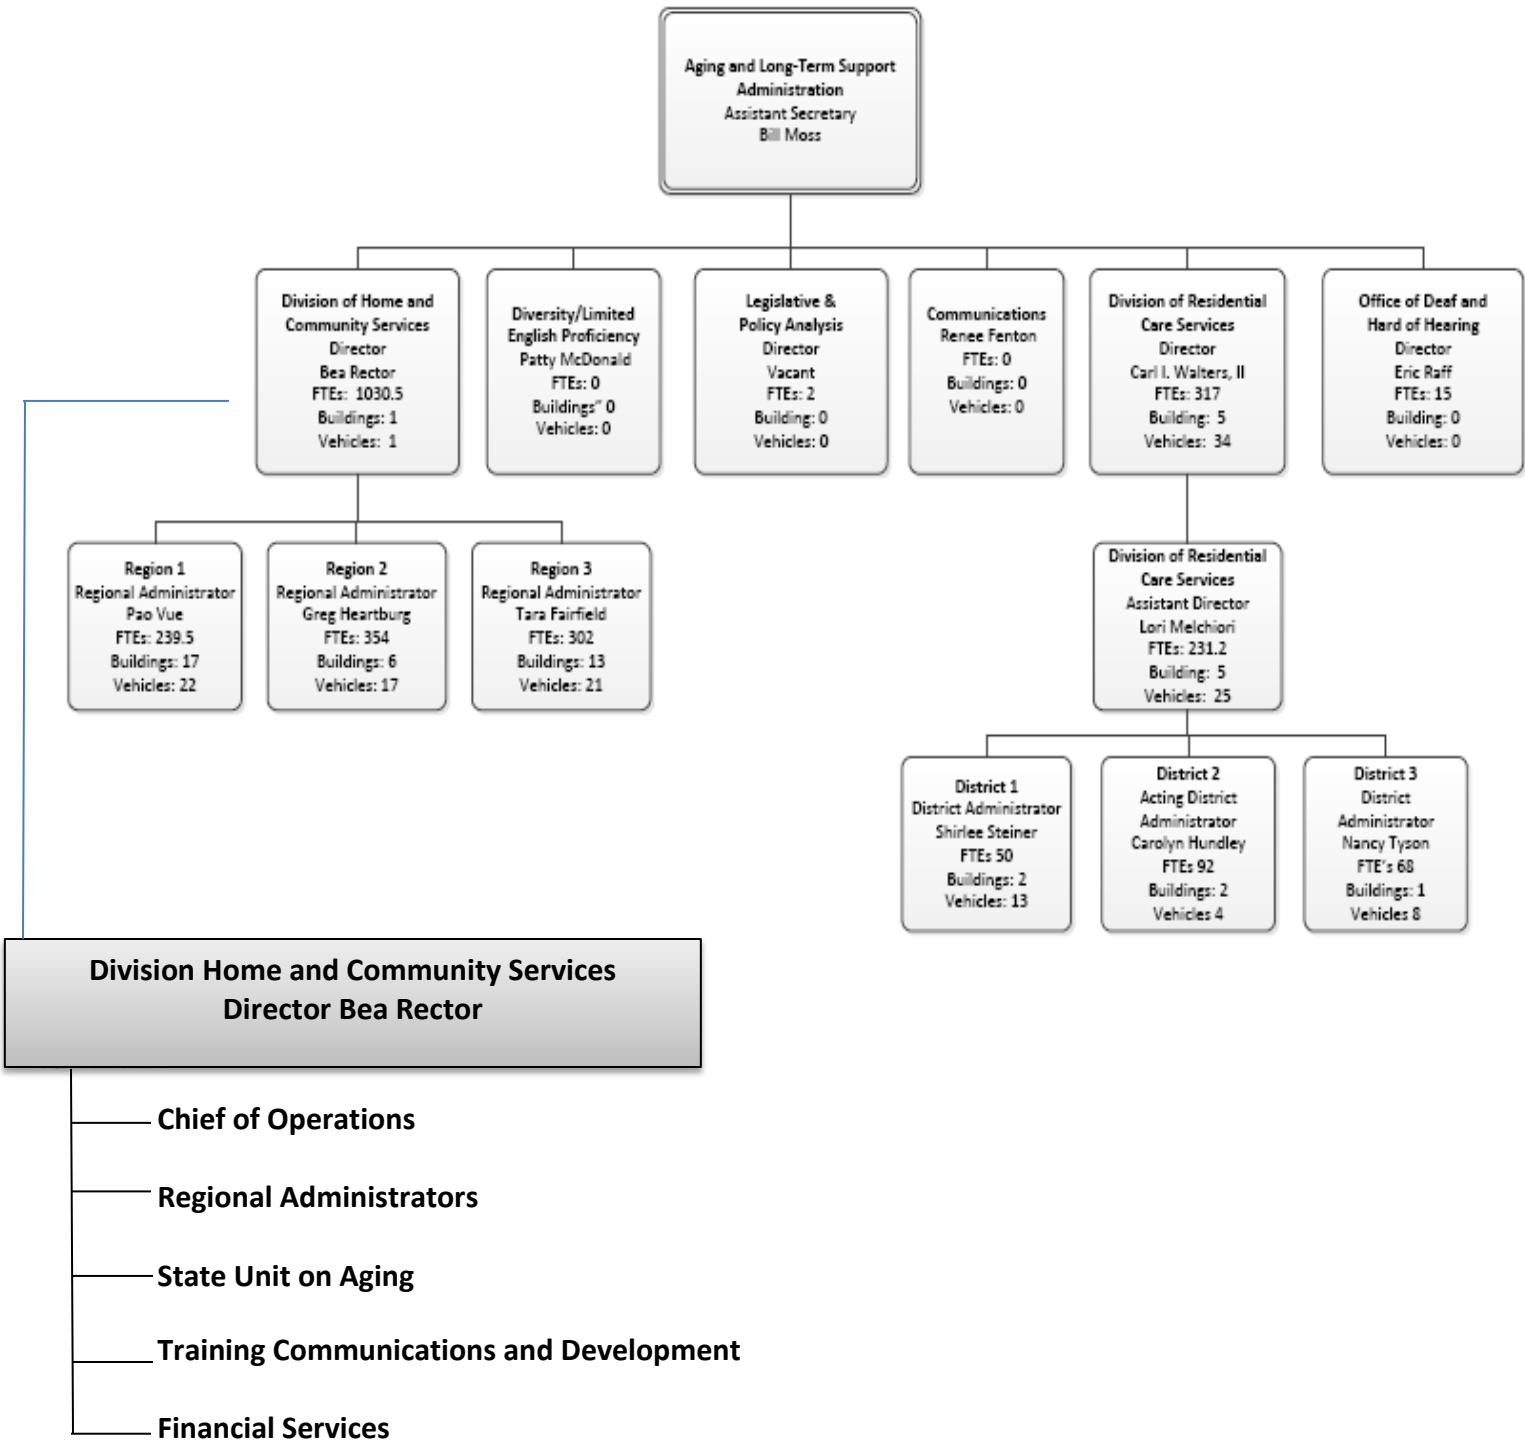 Aging and Long-Term Support
Administration
Assistant Secretary
Bill Moss
Division of Home and
Community Services
Director
Bea Rector
FTEs: 1030.5
Buildings: 1
Vehicles: 1
Diversity/Limited
English Proficiency
Patty McDonald
FTEs: 0
Buildings" 0
Vehicles: 0
Legislative &
Policy Analysis
Director
Vacant
FTEs: 2
Building: 0
Vehicles: 0
Communications
Renee Fenton
FTEs: 0
Buildings: 0
Vehicles: 0
Division of Residential
Care Services
Director
Carl I. Walters, II
FTEs: 317
Building: 5
Vehicles: 34
Office of Deaf and
Hard of Hearing
Director
Eric Raff
FTEs: 15
Building: 0
Vehicles: 0
Region 1
Regional Administrator
Pao Vue
FTEs: 239.5
Buildings: 17
Vehicles: 22
Region 2
Regional Administrator
Greg Heartburg
FTEs: 354
Buildings: 6
Vehicles: 17
Region 3
Regional Administrator
Tara Fairfield
FTEs: 302
Buildings: 13
Vehicles: 21
Division of Residential
Care Services
Assistant Director
Lori Melchiori
FTEs: 231.2
Building: 5
Vehicles: 25
District 1
District Administrator
Shirlee Steiner
FTEs 50
Buildings: 2
Vehicles: 13
District 2
Acting District
Administrator
Carolyn Hundley
FTEs 92
Buildings: 2
Vehicles 4
District 3
District
Administrator
Nancy Tyson
FTE's 68
Buildings: 1
Vehicles 8
Division Home and Community Services
Director Bea Rector
Chief of Operations
Regional Administrators
State Unit on Aging
Training Communications and Development
Financial Services